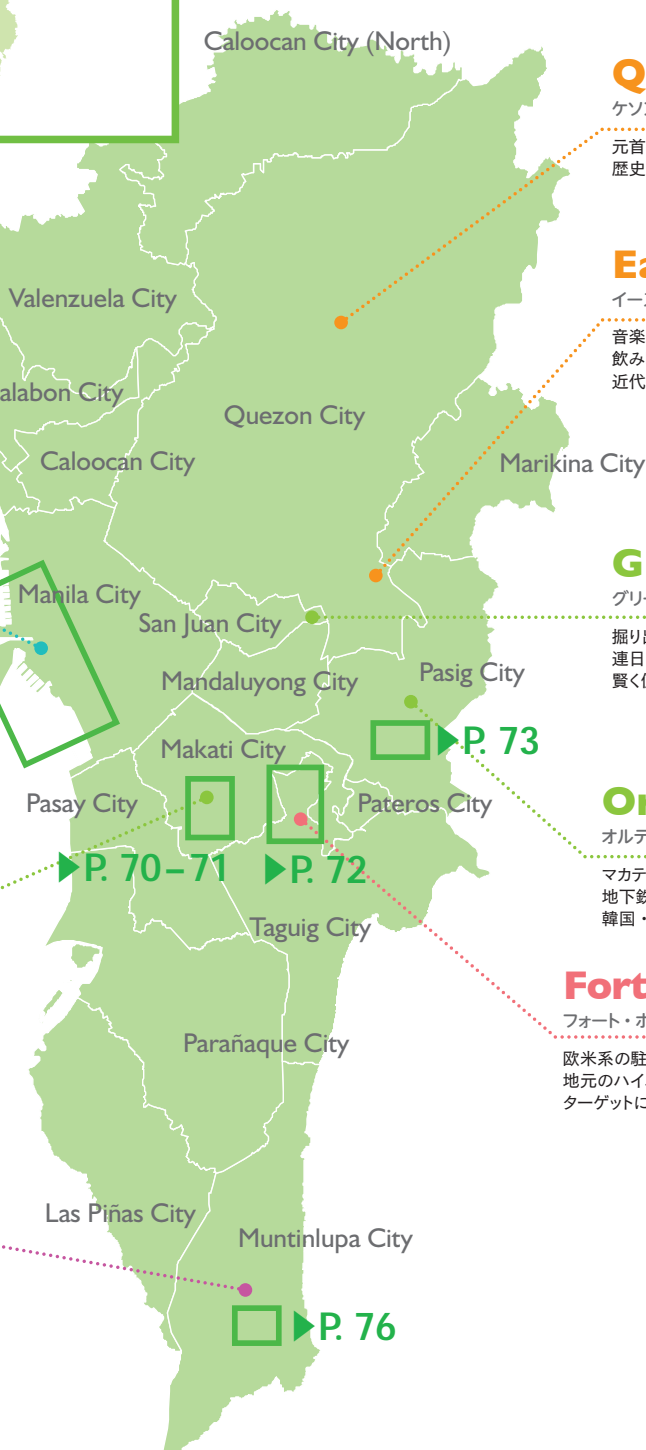 Caloocan City (North)
Q
ケソ
元首
歴史
Ea
イース
音楽
飲み
近代
Valenzuela City
alabon City
Quezon City
Caloocan City
Marikina City
G
グリー
掘り出
連日
賢く
Manila City
San Juan City
Mandaluyong City
Pasig City
P. 73
Makati City
Pasay City
Pateros City
P. 70–71
P. 72
Or
オルテ
マカテ
地下鉄
韓国・
Taguig City
Fort
フォート・ボ
欧米系の駐
地元のハイ
ターゲットに
Parañaque City
Las Piñas City
Muntinlupa City
P. 76